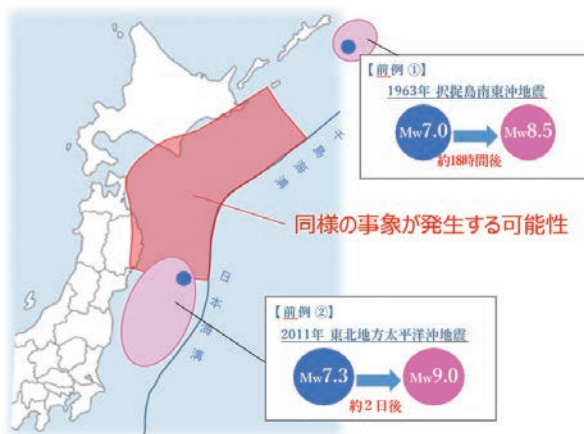 【前例①】
1963年 択捉島南東沖地震
Mw7.0
Mw8.5
約18時間後
千島海溝
同様の事象が発生する可能性
日本海溝
【前例②】
2011年 東北地方太平洋沖地震
Mw7.3
Mw9.0
約2日後